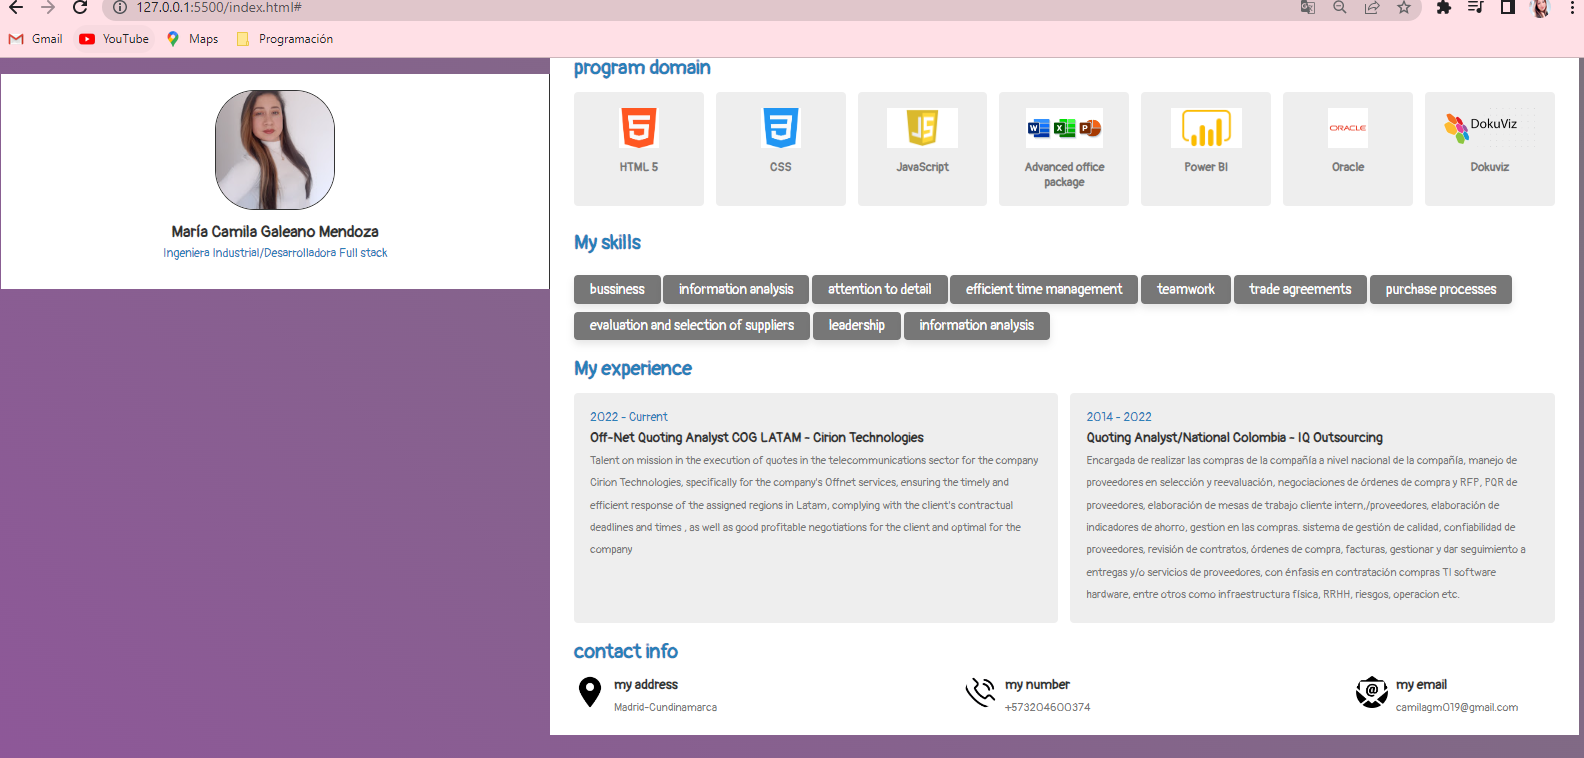 127.0.0.1:5500/index.html#
Gmail YouTube Maps Programación
María Camila Galeano Mendoza
Ingeniera Industrial/Desarrolladora Full stack
program domain
HTML 5
CSS
JS
JavaScript
W X P
Advanced office
package
Power BI
ORACLE
Oracle
DokuViz
Dokuviz
My skills
bussiness information analysis attention to detail efficient time management teamwork trade agreements purchase processes
evaluation and selection of suppliers leadership information analysis
My experience
2022 - Current
Off-Net Quoting Analyst COG LATAM - Cirion Technologies
Talent on mission in the execution of quotes in the telecommunications sector for the company
Cirion Technologies, specifically for the company's Offnet services, ensuring the timely and
efficient response of the assigned regions in Latam, complying with the client's contractual
deadlines and times , as well as good profitable negotiations for the client and optimal for the
company
2014 - 2022
Quoting Analyst/National Colombia - IQ Outsourcing
Encargada de realizar las compras de la compañía a nivel nacional de la compañía, manejo de
proveedores en selección y reevaluación, negociaciones de órdenes de compra y RFP, PQR de
proveedores, elaboración de mesas de trabajo cliente intern,/proveedores, elaboración de
indicadores de ahorro, gestion en las compras. sistema de gestión de calidad, confiabilidad de
proveedores, revisión de contratos, órdenes de compra, facturas, gestionar y dar seguimiento a
entregas y/o servicios de proveedores, con énfasis en contratación compras TI software
hardware, entre otros como infraestructura física, RRHH, riesgos, operacion etc.
contact info
my address
Madrid-Cundinamarca
my number
+573204600374
my email
camilagm019@gmail.com